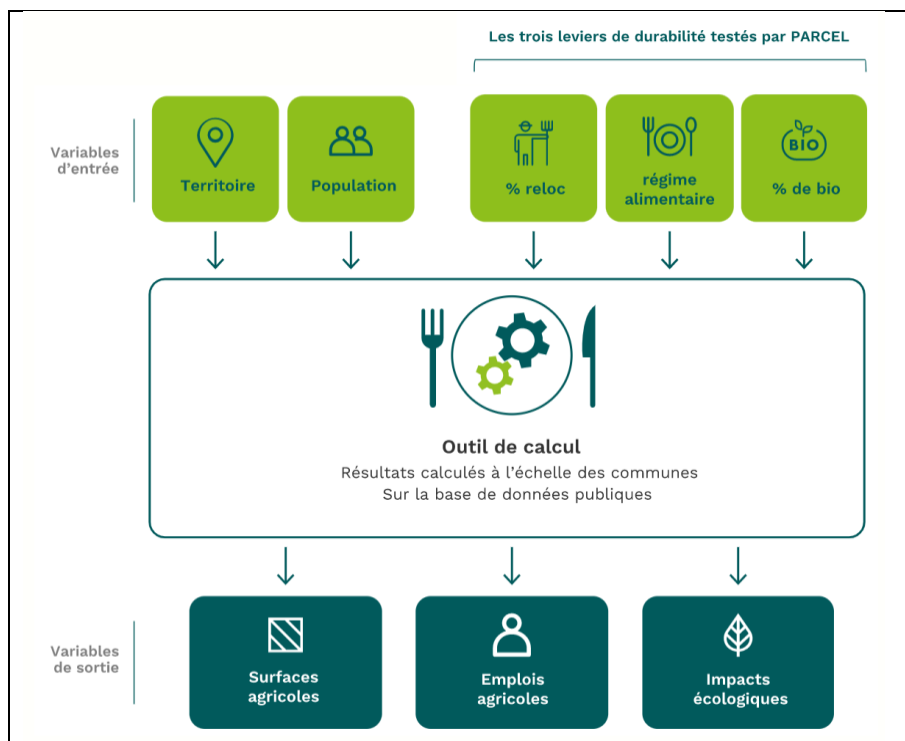 Les trois leviers de durabilité testés par PARCEL
Variables
d'entrée
Territoire
Population
% reloc
régime
alimentaire
BIO
% de bio
Outil de calcul
Résultats calculés à l'échelle des communes
Sur la base de données publiques
Variables
de sortie
Surfaces
agricoles
Emplois
agricoles
Impacts
écologiques